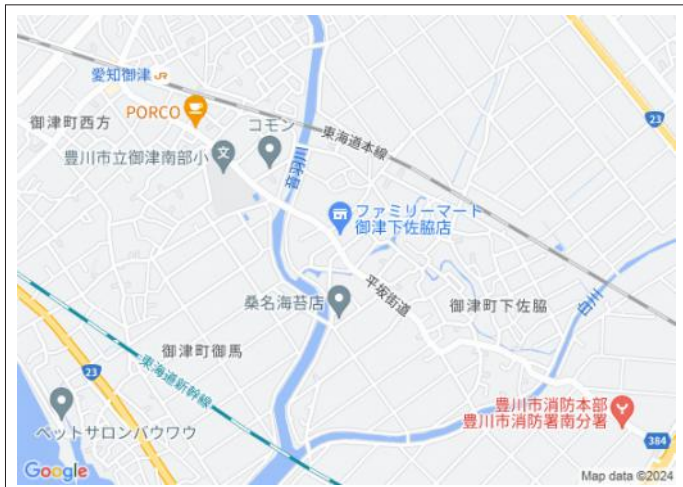 愛知御津 JR
PORCO
御津町西方
コモン
豊川市立御津南部小
文
音羽川
東海道本線
23
ファミリーマート
御津下佐脇店
平坂街道
桑名海苔店
御津町下佐脇
御津町御馬
23
東海道新幹線
豊川市消防本部
豊川市消防署南分署
384
ペットサロンバウワウ
Google
Map data ©2024